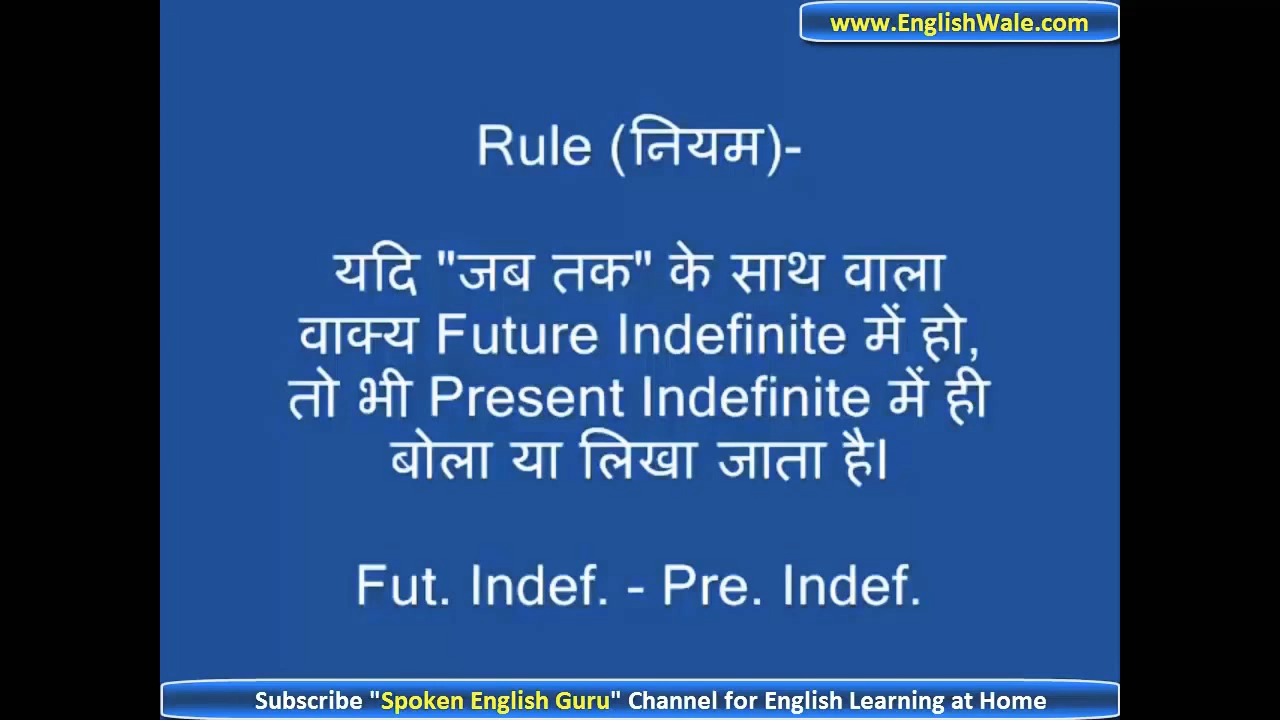 www.EnglishWale.com
Rule (नियम)-
यदि "जब तक" के साथ वाला
वाक्य Future Indefinite में हो,
तो भी Present Indefinite में ही
बोला या लिखा जाता है।
Fut. Indef. - Pre. Indef.
Subscribe "Spoken English Guru" Channel for English Learning at Home